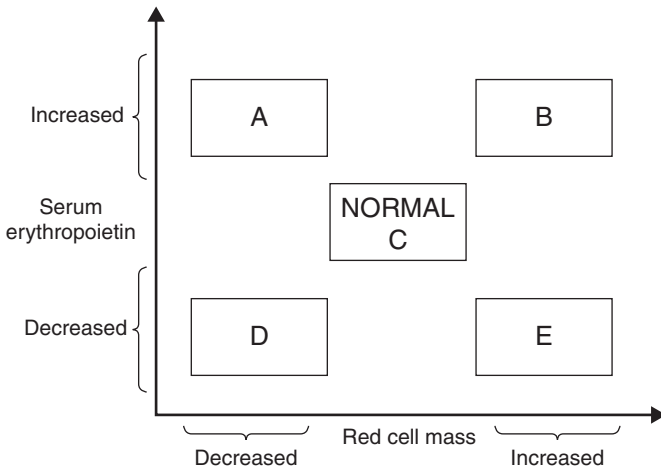 Increased
A
B
Serum
erythropoietin
NORMAL
C
Decreased
D
E
Red cell mass
Decreased
Increased